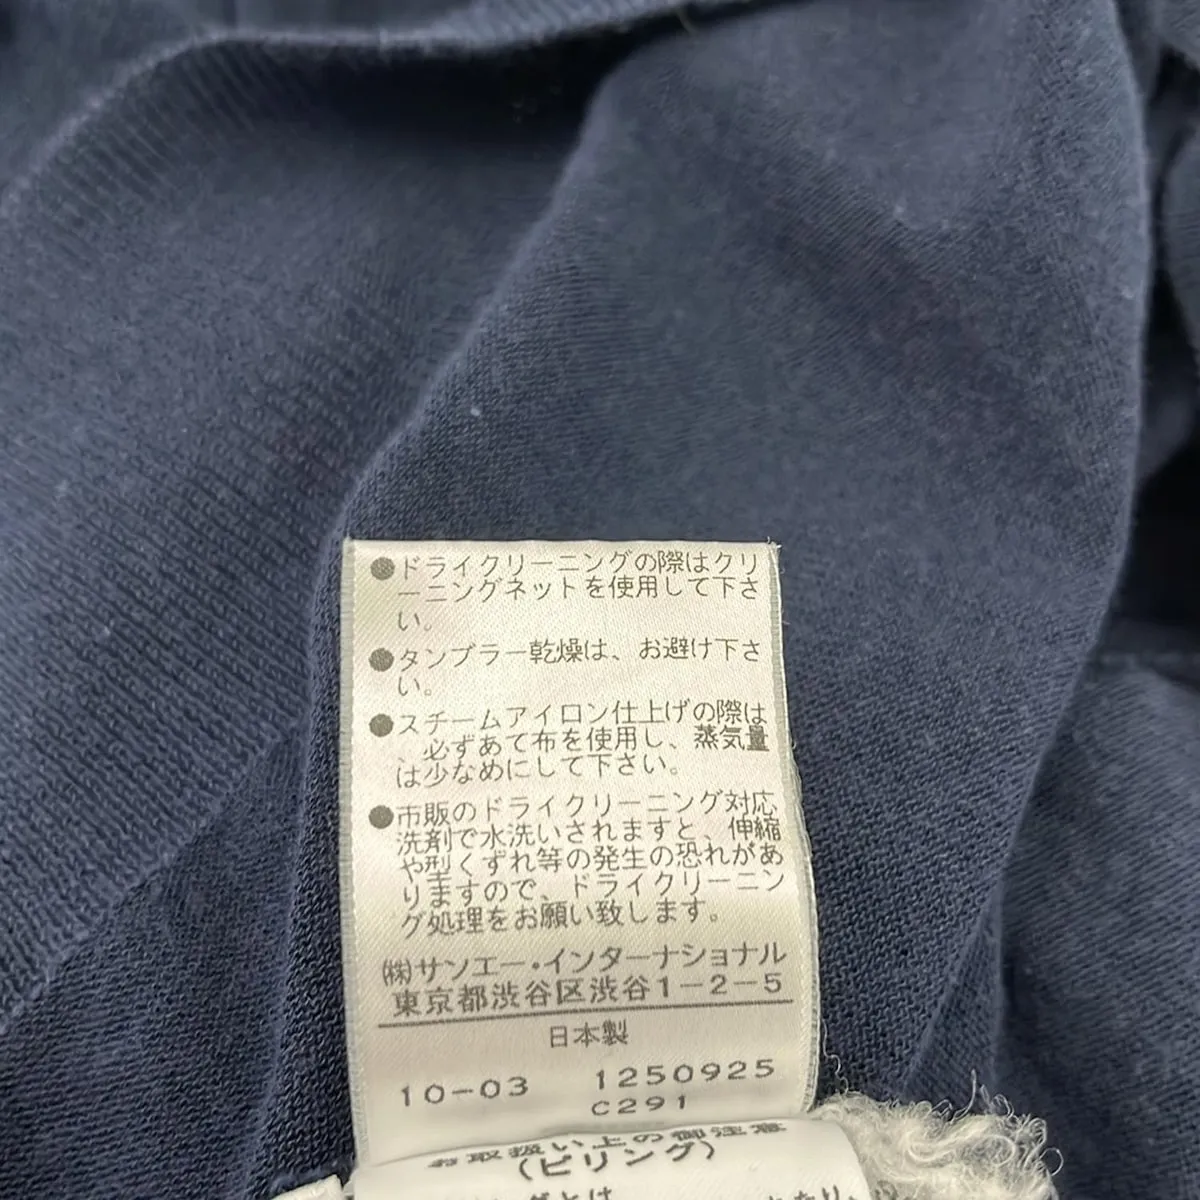 ●ドライクリーニングの際はクリ
ーニングネットを使用して下さ
い。
●タンブラー乾燥は、お避け下さ
い。
●スチームアイロン仕上げの際は
、必ずあて布を使用し、蒸気量
は少なめにして下さい。
●市販のドライクリーニング対応
洗剤で水洗いされますと、伸縮
や型くずれ等の発生の恐れがあ
りますので、ドライクリーニン
グ処理をお願い致します。
㈱サンエー・インターナショナル
東京都渋谷区渋谷1-2-5
日本製
10-03 1250925
C291
お取扱い上の御注意
(ピリング)